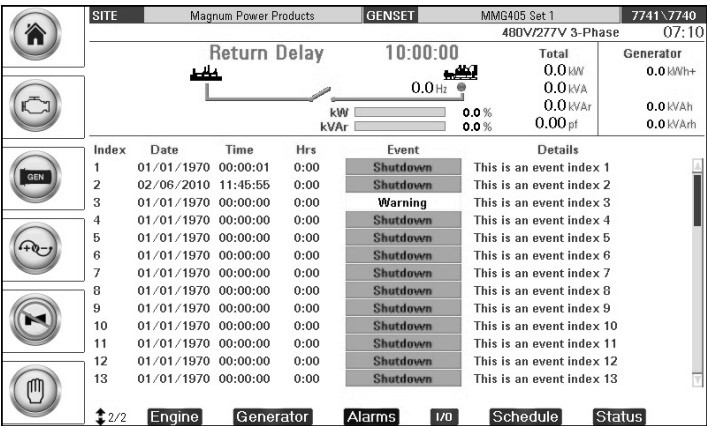 SITE Magnum Power Products GENSET MMG405 Set 1 7741\7740
480V/277V 3-Phase 07:10
Return Delay 10:00:00 Total Generator
0.0 kW 0.0 kWh+
0.0 Hz 0.0 kVA
0.0 kVAr 0.0 kVAh
kW 0.0 % 0.00 pf 0.0 kVArh
kVAr 0.0 %
Index Date Time Hrs Event Details
1 01/01/1970 00:00:01 0:00 Shutdown This is an event index 1
2 02/06/2010 11:45:55 0:00 Shutdown This is an event index 2
3 01/01/1970 00:00:00 0:00 Warning This is an event index 3
4 01/01/1970 00:00:00 0:00 Shutdown This is an event index 4
5 01/01/1970 00:00:00 0:00 Shutdown This is an event index 5
6 01/01/1970 00:00:00 0:00 Shutdown This is an event index 6
7 01/01/1970 00:00:00 0:00 Shutdown This is an event index 7
8 01/01/1970 00:00:00 0:00 Shutdown This is an event index 8
9 01/01/1970 00:00:00 0:00 Shutdown This is an event index 9
10 01/01/1970 00:00:00 0:00 Shutdown This is an event index 10
11 01/01/1970 00:00:00 0:00 Shutdown This is an event index 11
12 01/01/1970 00:00:00 0:00 Shutdown This is an event index 12
13 01/01/1970 00:00:00 0:00 Shutdown This is an event index 13
GEN
2/2 Engine Generator Alarms I/O Schedule Status